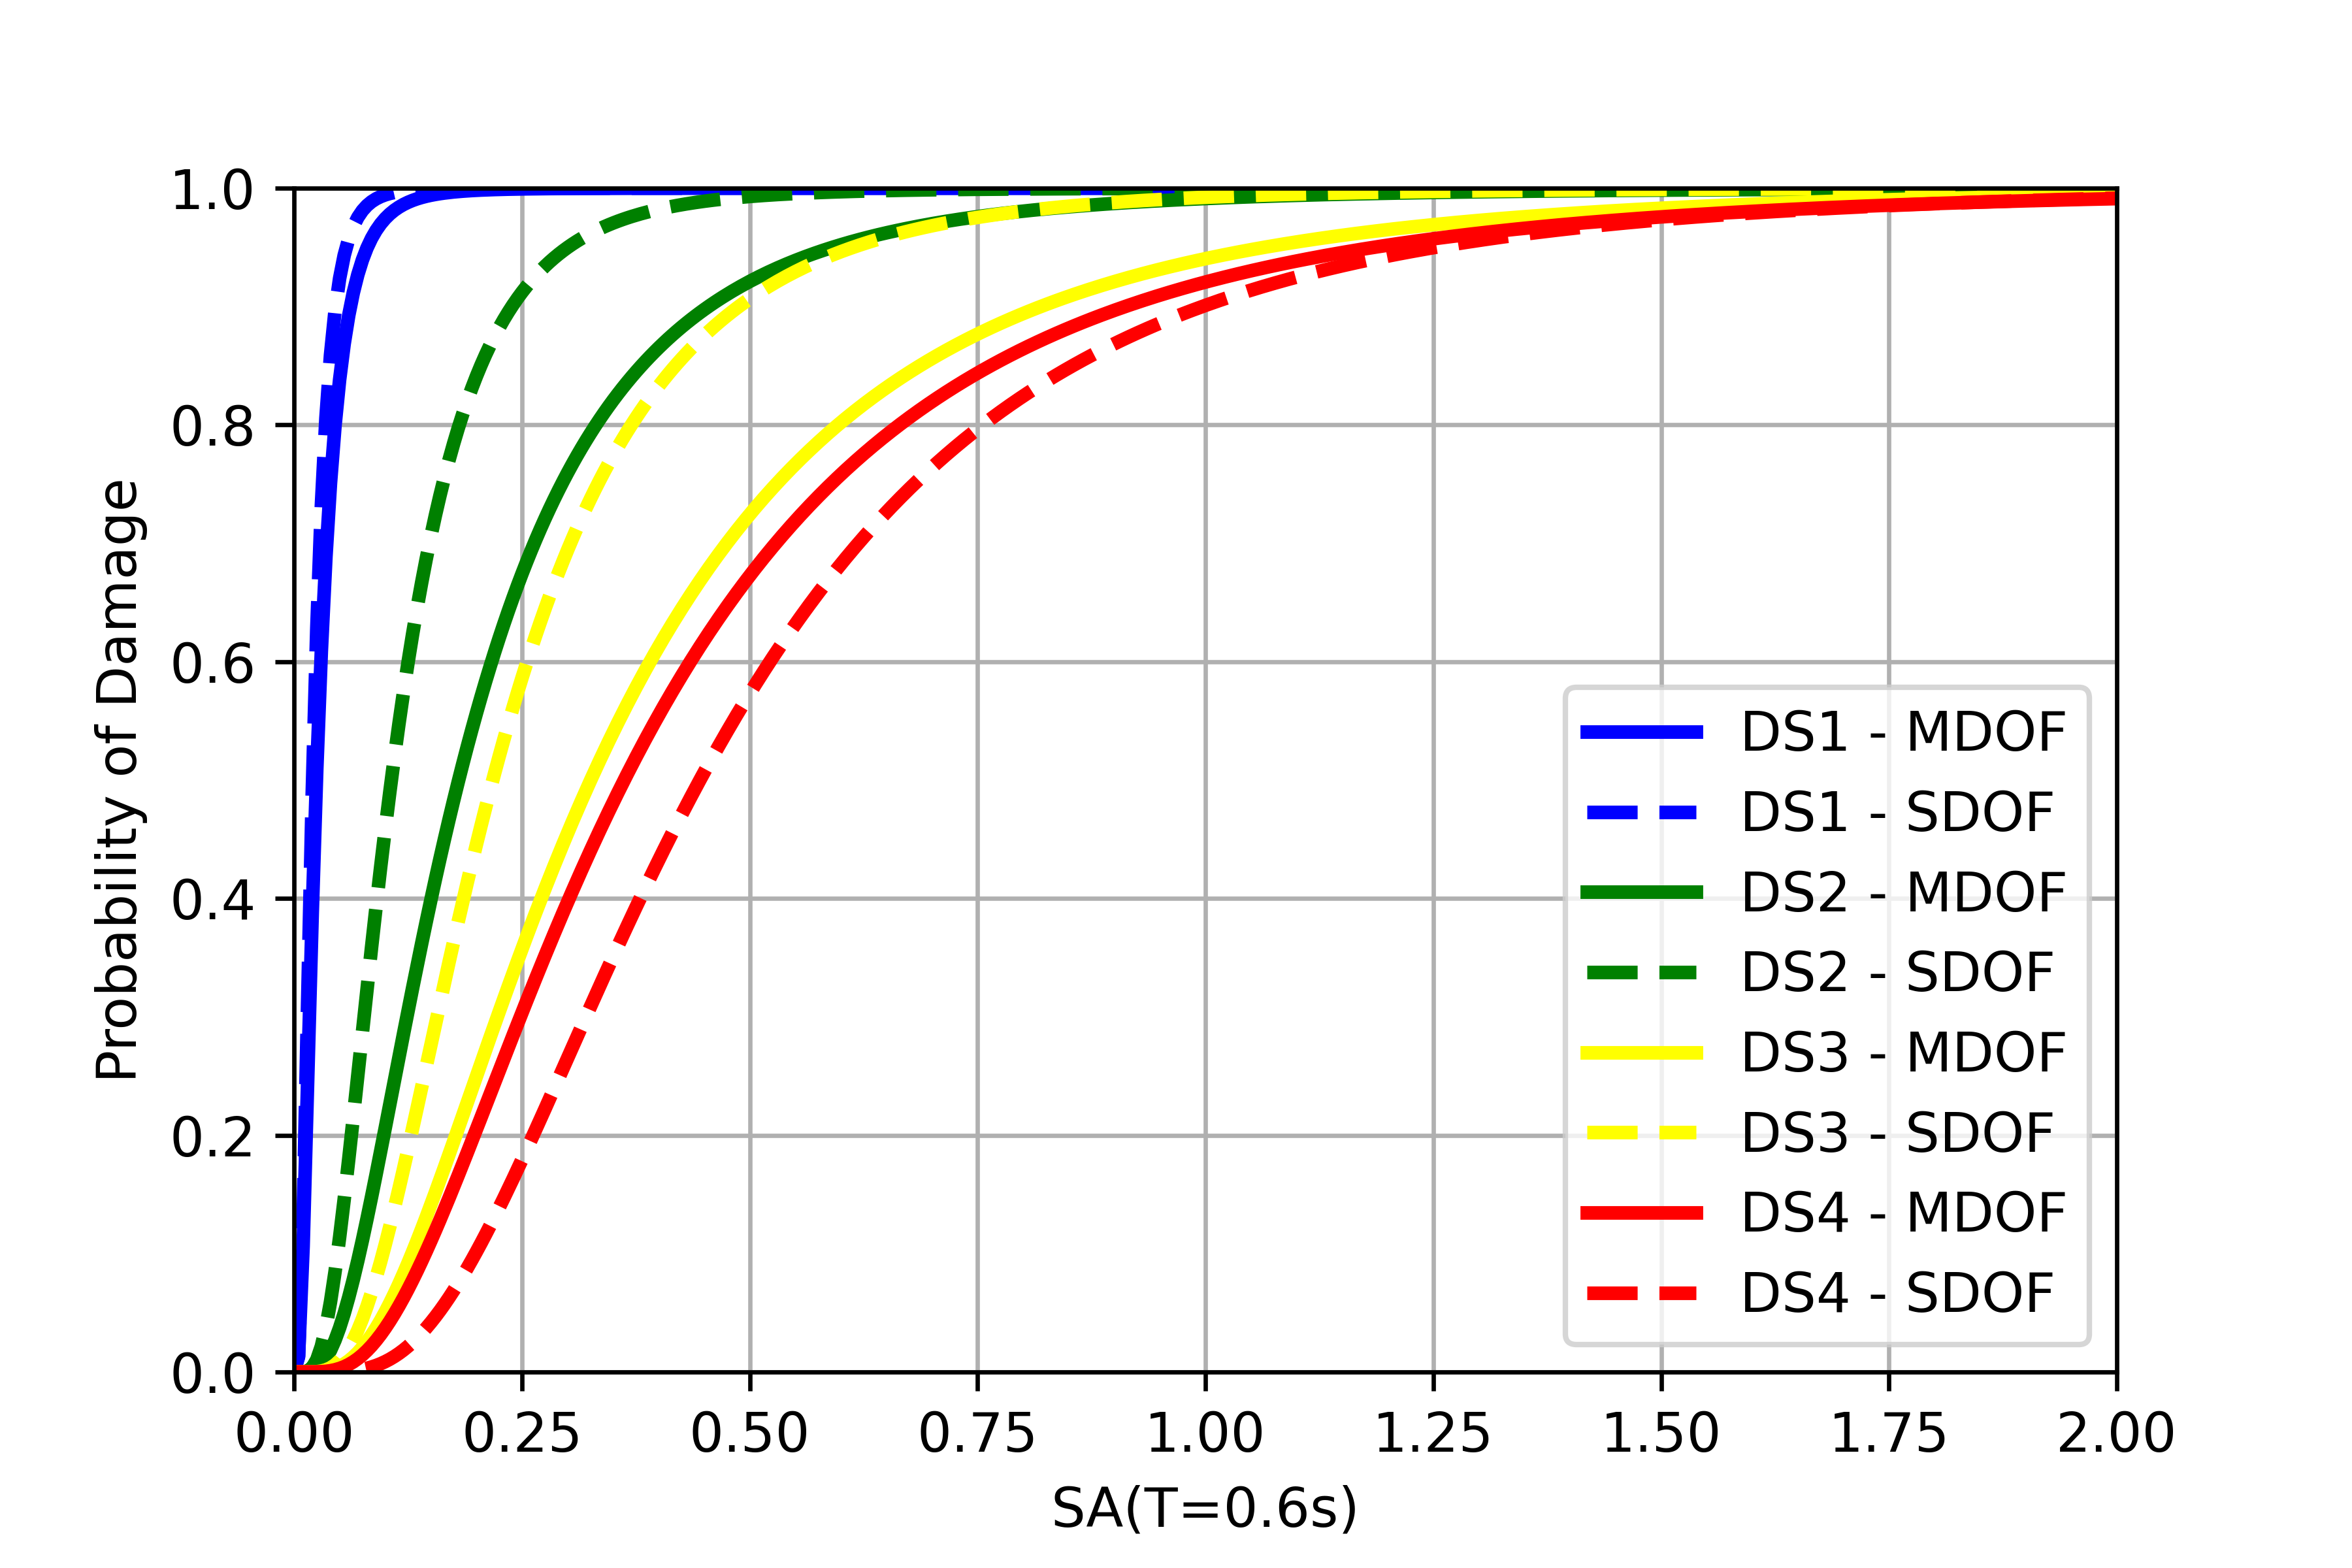 1.0
0.8
0.6
0.4
0.2
0.0
Probability of Damage
0.00 0.25 0.50 0.75 1.00 1.25 1.50 1.75 2.00
SA(T=0.6s)
DS1 - MDOF
DS1 - SDOF
DS2 - MDOF
DS2 - SDOF
DS3 - MDOF
DS3 - SDOF
DS4 - MDOF
DS4 - SDOF